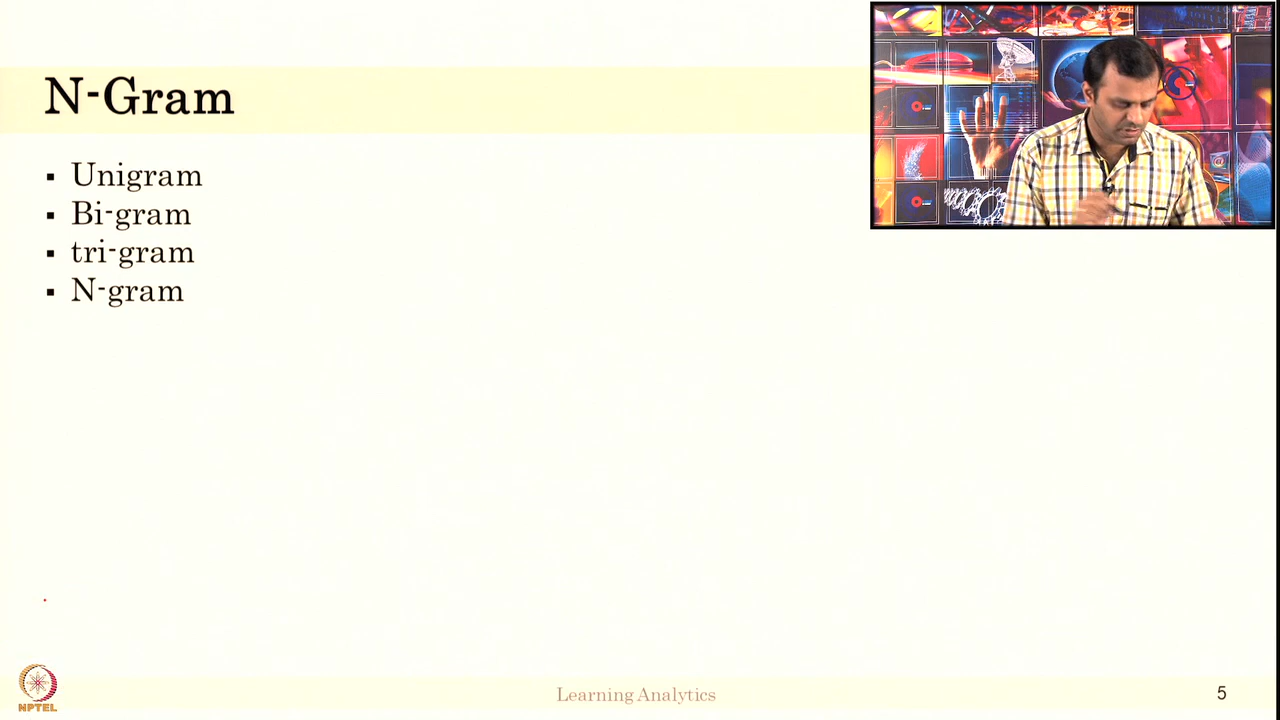 N-Gram
▪ Unigram
▪ Bi-gram
▪ tri-gram
▪ N-gram
NPTEL
Learning Analytics
5